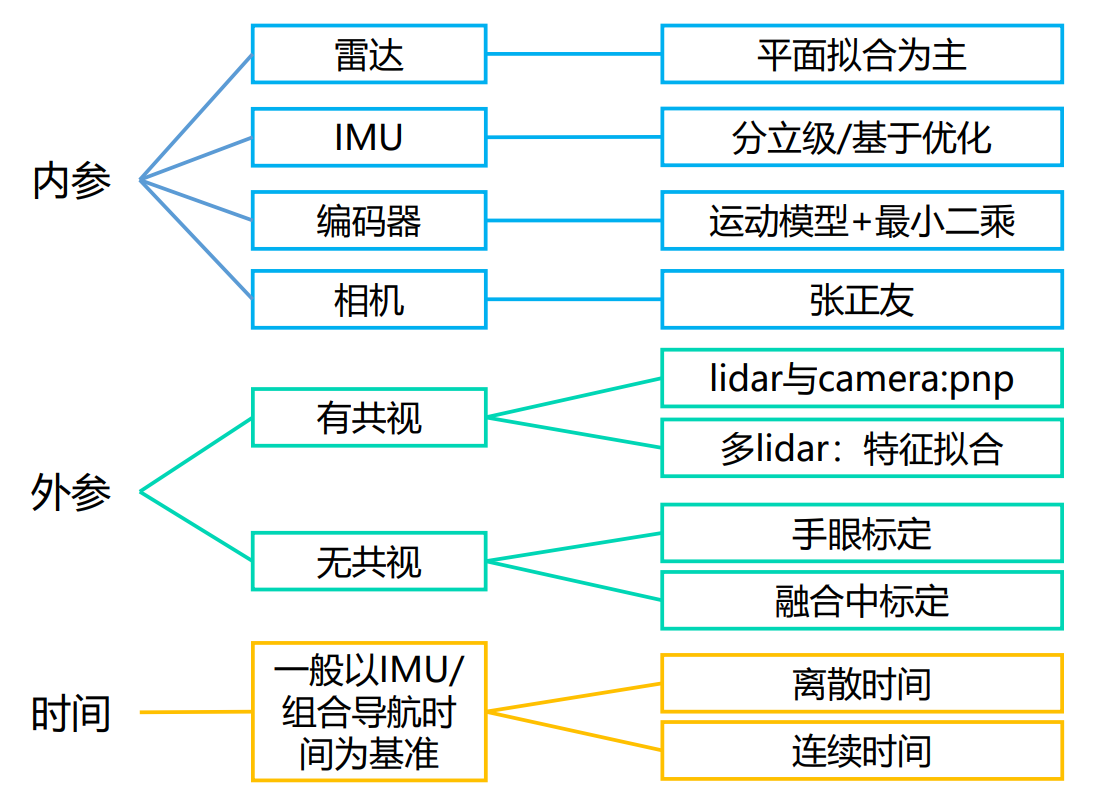 内参
雷达
平面拟合为主
IMU
分立级/基于优化
编码器
运动模型+最小二乘
相机
张正友
外参
有共视
lidar与camera:pnp
多lidar：特征拟合
无共视
手眼标定
融合中标定
时间
一般以IMU/
组合导航时
间为基准
离散时间
连续时间